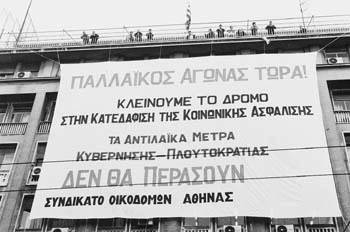 ΠΑΛΛΑΪΚΟΣ ΑΓΩΝΑΣ ΤΩΡΑ!
ΚΛΕΙΝΟΥΜΕ ΤΟ ΔΡΟΜΟ
ΣΤΗΝ ΚΑΤΕΔΑΦΙΣΗ ΤΗΣ ΚΟΙΝΩΝΙΚΗΣ ΑΣΦΑΛΙΣΗΣ
ΤΑ ΑΝΤΙΛΑΪΚΑ ΜΕΤΡΑ
ΚΥΒΕΡΝΗΣΗΣ-ΠΛΟΥΤΟΚΡΑΤΙΑΣ
ΔΕΝ ΘΑ ΠΕΡΑΣΟΥΝ
ΣΥΝΔΙΚΑΤΟ ΟΙΚΟΔΟΜΩΝ ΑΘΗΝΑΣ